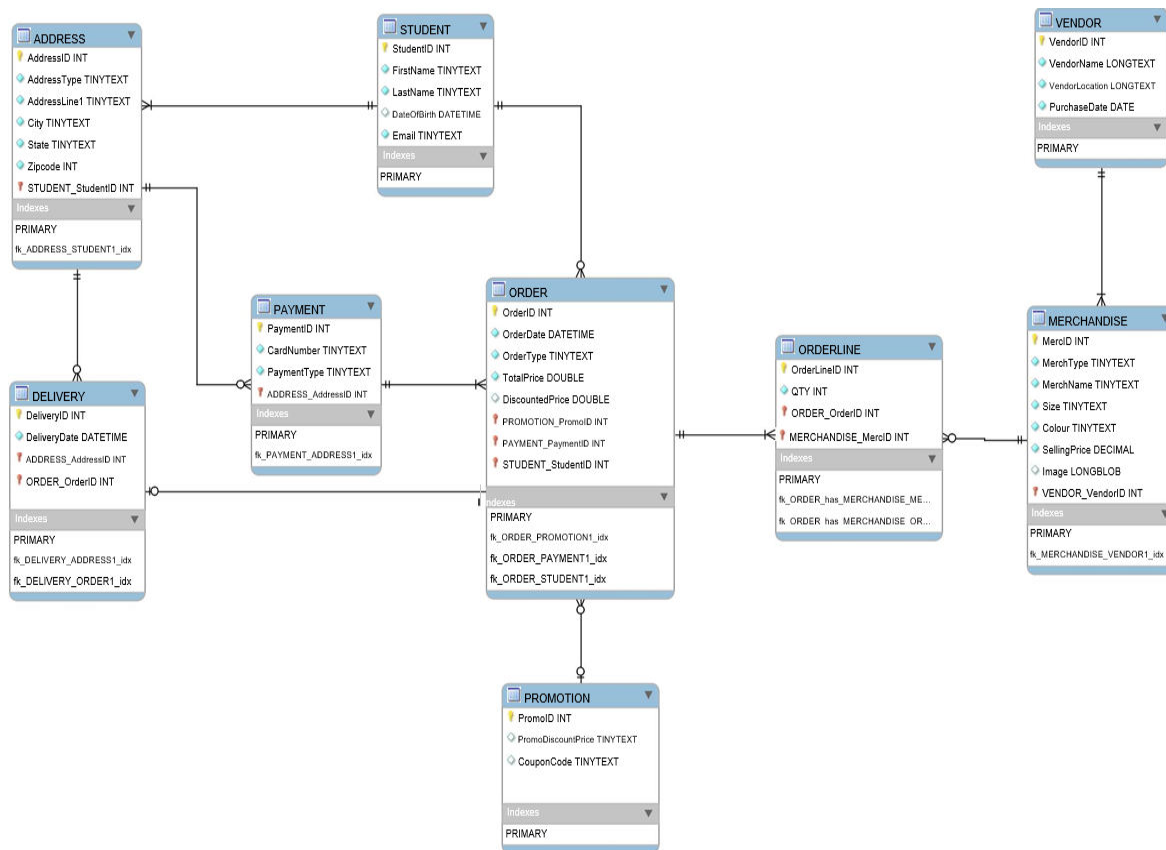 ADDRESS
AddressID INT
AddressType TINYTEXT
AddressLine1 TINYTEXT
City TINYTEXT
State TINYTEXT
Zipcode INT
STUDENT_StudentID INT
Indexes
PRIMARY
fk_ADDRESS_STUDENT1_idx
STUDENT
StudentID INT
FirstName TINYTEXT
LastName TINYTEXT
DateOfBirth DATETIME
Email TINYTEXT
Indexes
PRIMARY
VENDOR
VendorID INT
VendorName LONGTEXT
VendorLocation LONGTEXT
PurchaseDate DATE
Indexes
PRIMARY
PAYMENT
PaymentID INT
CardNumber TINYTEXT
PaymentType TINYTEXT
ADDRESS_AddressID INT
Indexes
PRIMARY
fk_PAYMENT_ADDRESS1_idx
ORDER
OrderID INT
OrderDate DATETIME
OrderType TINYTEXT
TotalPrice DOUBLE
DiscountedPrice DOUBLE
PROMOTION_PromoID INT
PAYMENT_PaymentID INT
STUDENT_StudentID INT
Indexes
PRIMARY
fk_ORDER_PROMOTION1_idx
fk_ORDER_PAYMENT1_idx
fk_ORDER_STUDENT1_idx
ORDERLINE
OrderLineID INT
QTY INT
ORDER_OrderID INT
MERCHANDISE_MercID INT
Indexes
PRIMARY
fk_ORDER_has_MERCHANDISE_ME...
fk_ORDER_has_MERCHANDISE_OR...
MERCHANDISE
MercID INT
MerchType TINYTEXT
MerchName TINYTEXT
Size TINYTEXT
Colour TINYTEXT
SellingPrice DECIMAL
Image LONGBLOB
VENDOR_VendorID INT
Indexes
PRIMARY
fk_MERCHANDISE_VENDOR1_idx
DELIVERY
DeliveryID INT
DeliveryDate DATETIME
ADDRESS_AddressID INT
ORDER_OrderID INT
Indexes
PRIMARY
fk_DELIVERY_ADDRESS1_idx
fk_DELIVERY_ORDER1_idx
PROMOTION
PromoID INT
PromoDiscountPrice TINYTEXT
CouponCode TINYTEXT
Indexes
PRIMARY